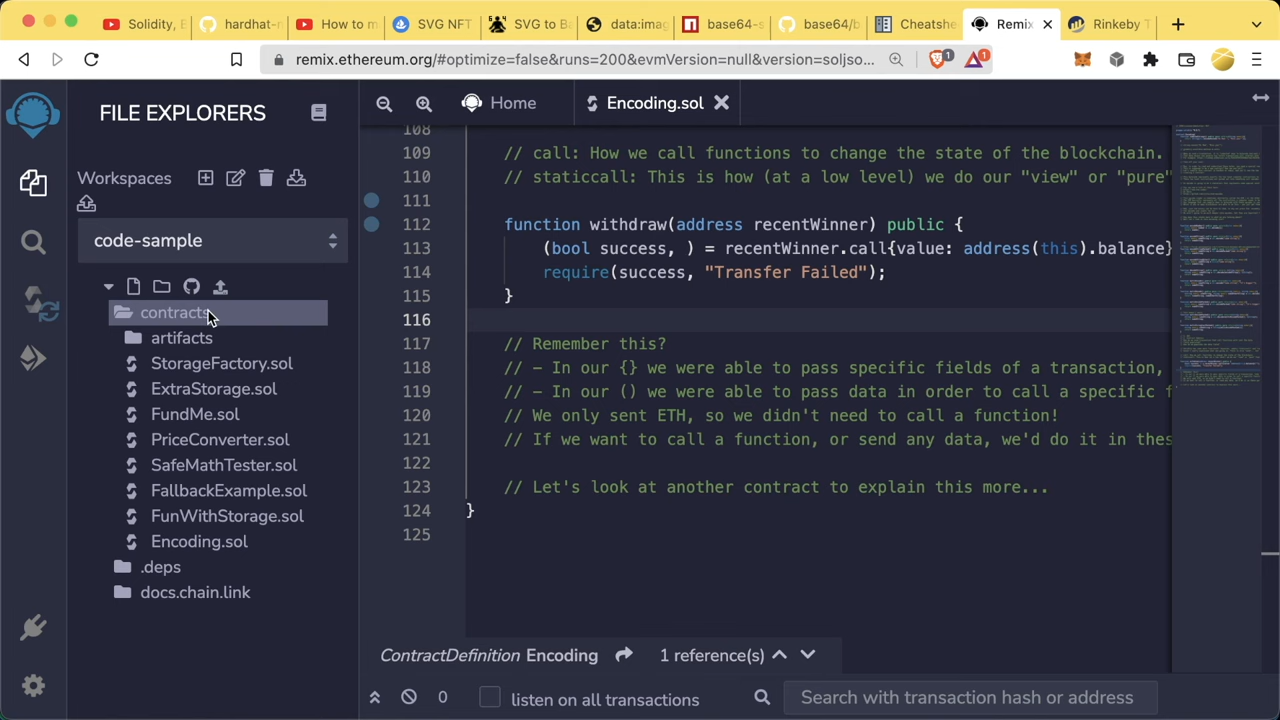 Solidity, E
hardhat-r
How to m
SVG NFT
SVG to Ba
data:imag
base64-s
base64/b
Cheatshe
Remix
Rinkeby T
remix.ethereum.org/#optimize=false&runs=200&evmVersion=null&version=soljso...
1
1
FILE EXPLORERS
Home
Encoding.sol
Workspaces
code-sample
contracts
artifacts
StorageFactory.sol
ExtraStorage.sol
FundMe.sol
PriceConverter.sol
SafeMathTester.sol
FallbackExample.sol
FunWithStorage.sol
Encoding.sol
.deps
docs.chain.link
108
109 // call: How we call functions to change the state of the blockchain.
110 // staticcall: This is how (at a low level) we do our "view" or "pure"
111
112 function withdraw(address recentWinner) public {
113 (bool success, ) = recentWinner.call{value: address(this).balance}
114 require(success, "Transfer Failed");
115 }
116
117 // Remember this?
118 // - In our {} we were able to pass specific fields of a transaction,
119 // - In our () we were able to pass data in order to call a specific f
120 // We only sent ETH, so we didn't need to call a function!
121 // If we want to call a function, or send any data, we'd do it in thes
122
123 // Let's look at another contract to explain this more...
124 }
125
ContractDefinition Encoding 1 reference(s)
0 listen on all transactions Search with transaction hash or address